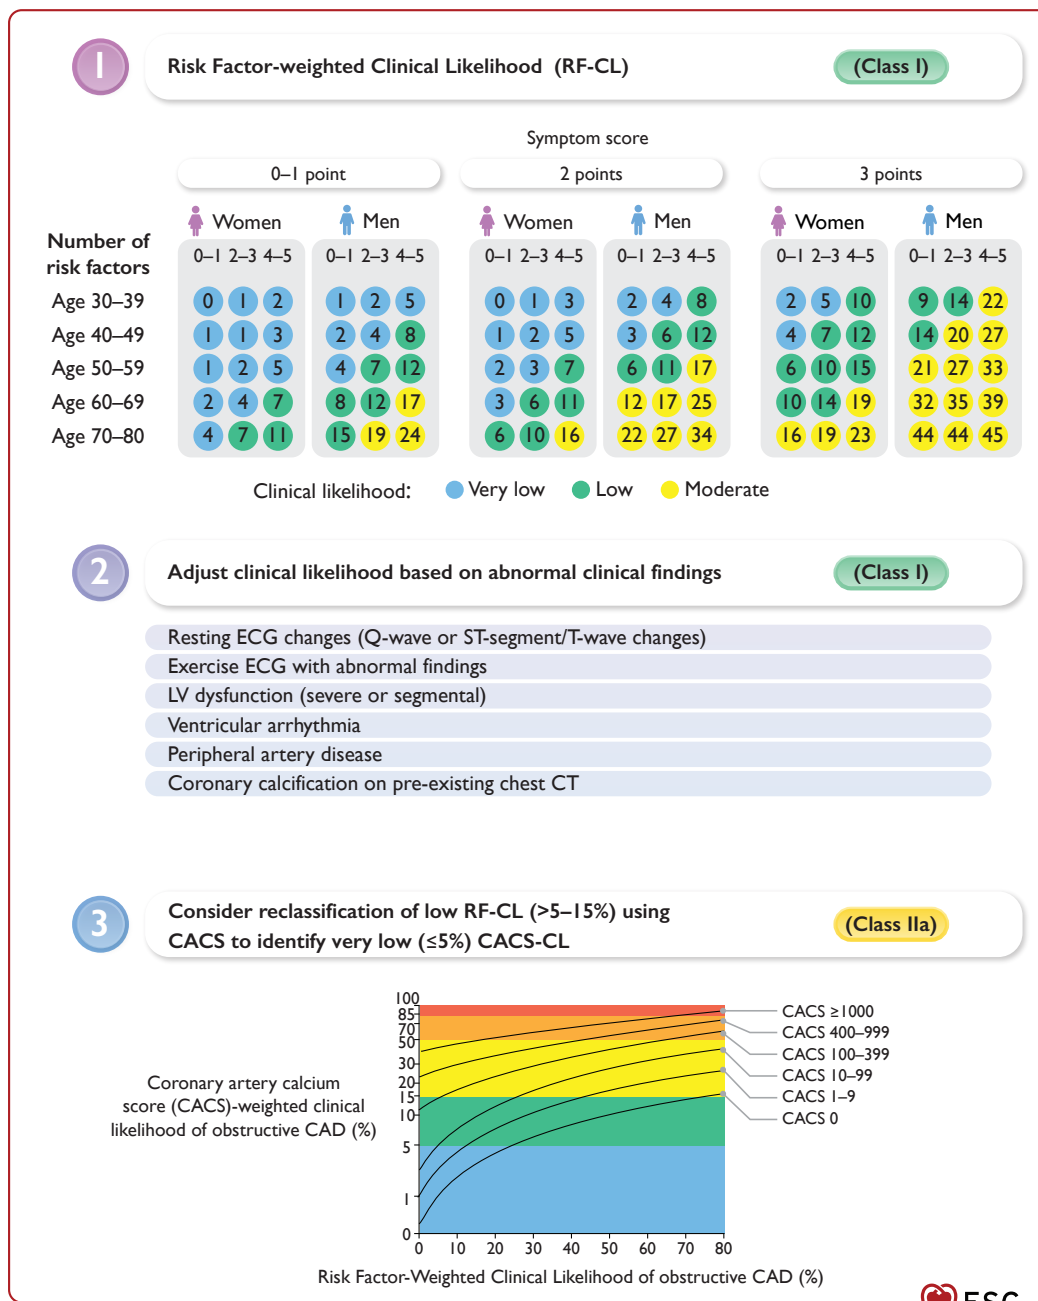 1
Risk Factor-weighted Clinical Likelihood (RF-CL)
(Class I)
Symptom score
0–1 point
2 points
3 points
Women
Men
Women
Men
Women
Men
Number of
risk factors
0–1 2–3 4–5 0–1 2–3 4–5 0–1 2–3 4–5 0–1 2–3 4–5 0–1 2–3 4–5 0–1 2–3 4–5
Age 30–39 0 1 2 1 2 5 0 1 3 2 4 8 2 5 10 9 14 22
Age 40–49 1 1 3 2 4 8 1 2 5 3 6 12 4 7 12 14 20 27
Age 50–59 1 2 5 4 7 12 2 3 7 6 11 17 6 10 15 21 27 33
Age 60–69 2 4 7 8 12 17 3 6 11 12 17 25 10 14 19 32 35 39
Age 70–80 4 7 11 15 19 24 6 10 16 22 27 34 16 19 23 44 44 45
Clinical likelihood: Very low Low Moderate
2
Adjust clinical likelihood based on abnormal clinical findings
(Class I)
Resting ECG changes (Q-wave or ST-segment/T-wave changes)
Exercise ECG with abnormal findings
LV dysfunction (severe or segmental)
Ventricular arrhythmia
Peripheral artery disease
Coronary calcification on pre-existing chest CT
3
Consider reclassification of low RF-CL (>5–15%) using
CACS to identify very low (≤5%) CACS-CL
(Class IIa)
Coronary artery calcium
score (CACS)-weighted clinical
likelihood of obstructive CAD (%)
100
85
70
50
30
20
15
10
5
1
0
CACS ≥1000
CACS 400–999
CACS 100–399
CACS 10–99
CACS 1–9
CACS 0
0 10 20 30 40 50 60 70 80
Risk Factor-Weighted Clinical Likelihood of obstructive CAD (%)
ESC